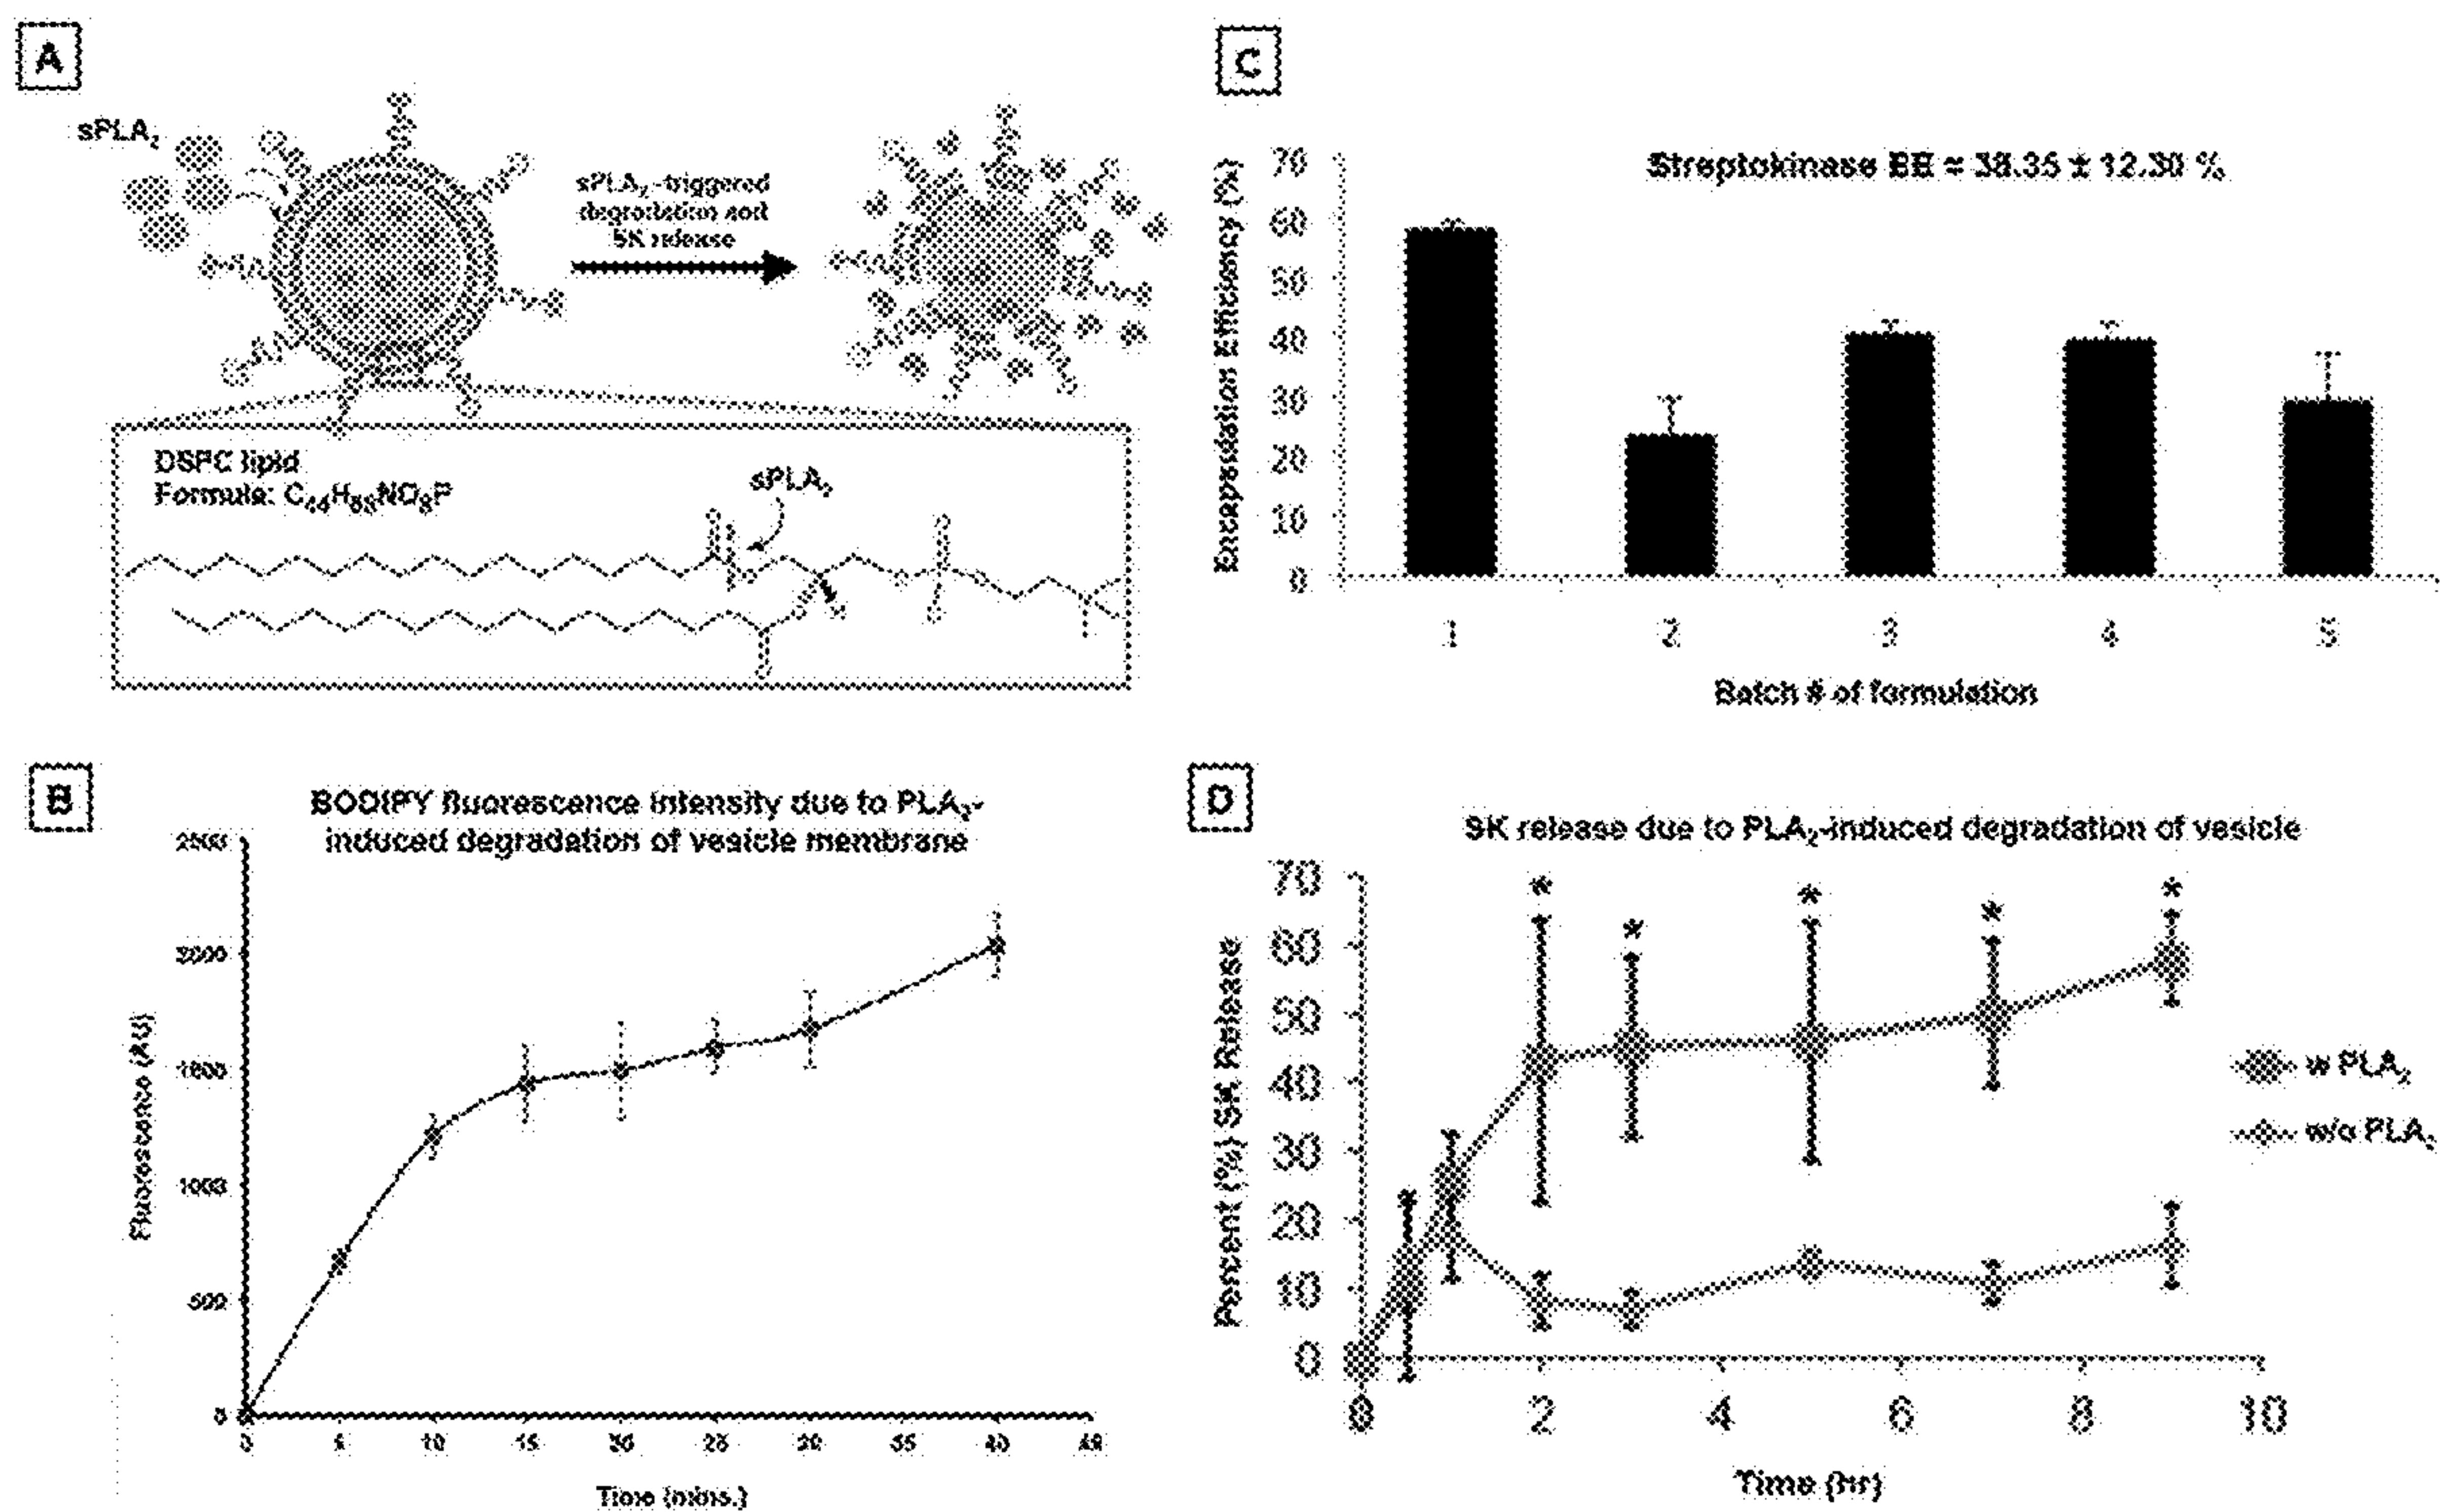 A
sPLA2
sPLA2-triggered
degradation and
SK release
DSPC lipid
Formula: C44H88NO8P
sPLA2
B
BODIPY fluorescence intensity due to PLA2-
induced degradation of vesicle membrane
Fluorescence (AU)
2500
2000
1500
1000
500
0
0 5 10 15 20 25 30 35 40 45
Time (mins.)
C
Streptokinase EE = 38.35 ± 12.30 %
Encapsulation Efficiency (%)
70
60
50
40
30
20
10
0
1 2 3 4 5
Batch # of formulation
D
SK release due to PLA2-induced degradation of vesicle
Percent (%) SK Release
70
60
50
40
30
20
10
0
* * * * *
w PLA2
w/o PLA2
0 2 4 6 8 10
Time (hr)